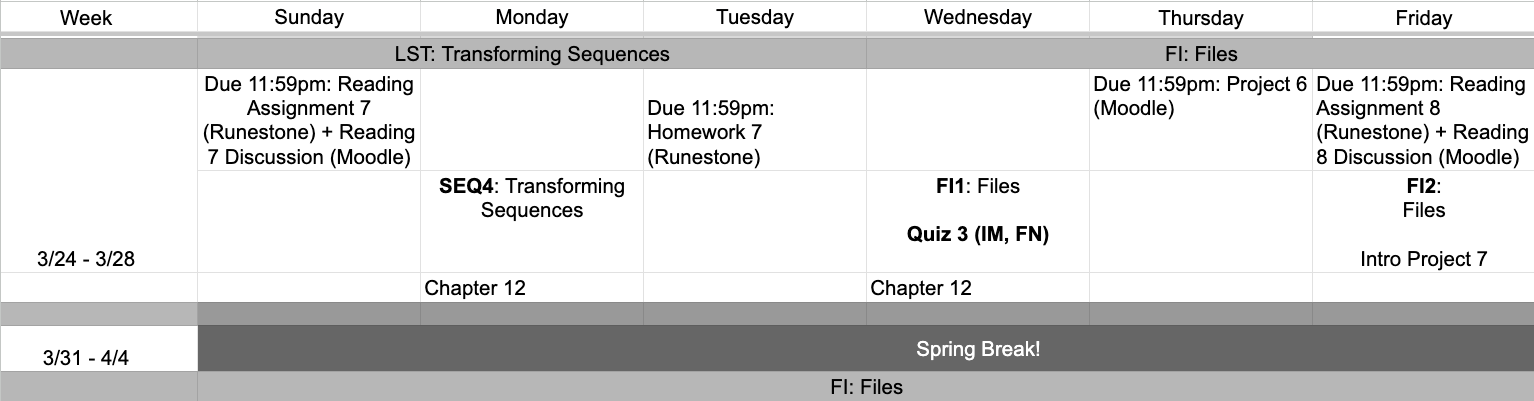 Week
Sunday
Monday
Tuesday
Wednesday
Thursday
Friday
LST: Transforming Sequences
FI: Files
Due 11:59pm: Reading
Assignment 7
(Runestone) + Reading
7 Discussion (Moodle)
Due 11:59pm:
Homework 7
(Runestone)
Due 11:59pm: Project 6
(Moodle)
Due 11:59pm: Reading
Assignment 8
(Runestone) + Reading
8 Discussion (Moodle)
3/24 - 3/28
SEQ4: Transforming
Sequences
FI1: Files
Quiz 3 (IM, FN)
FI2:
Files
Intro Project 7
Chapter 12
Chapter 12
3/31 - 4/4
Spring Break!
FI: Files